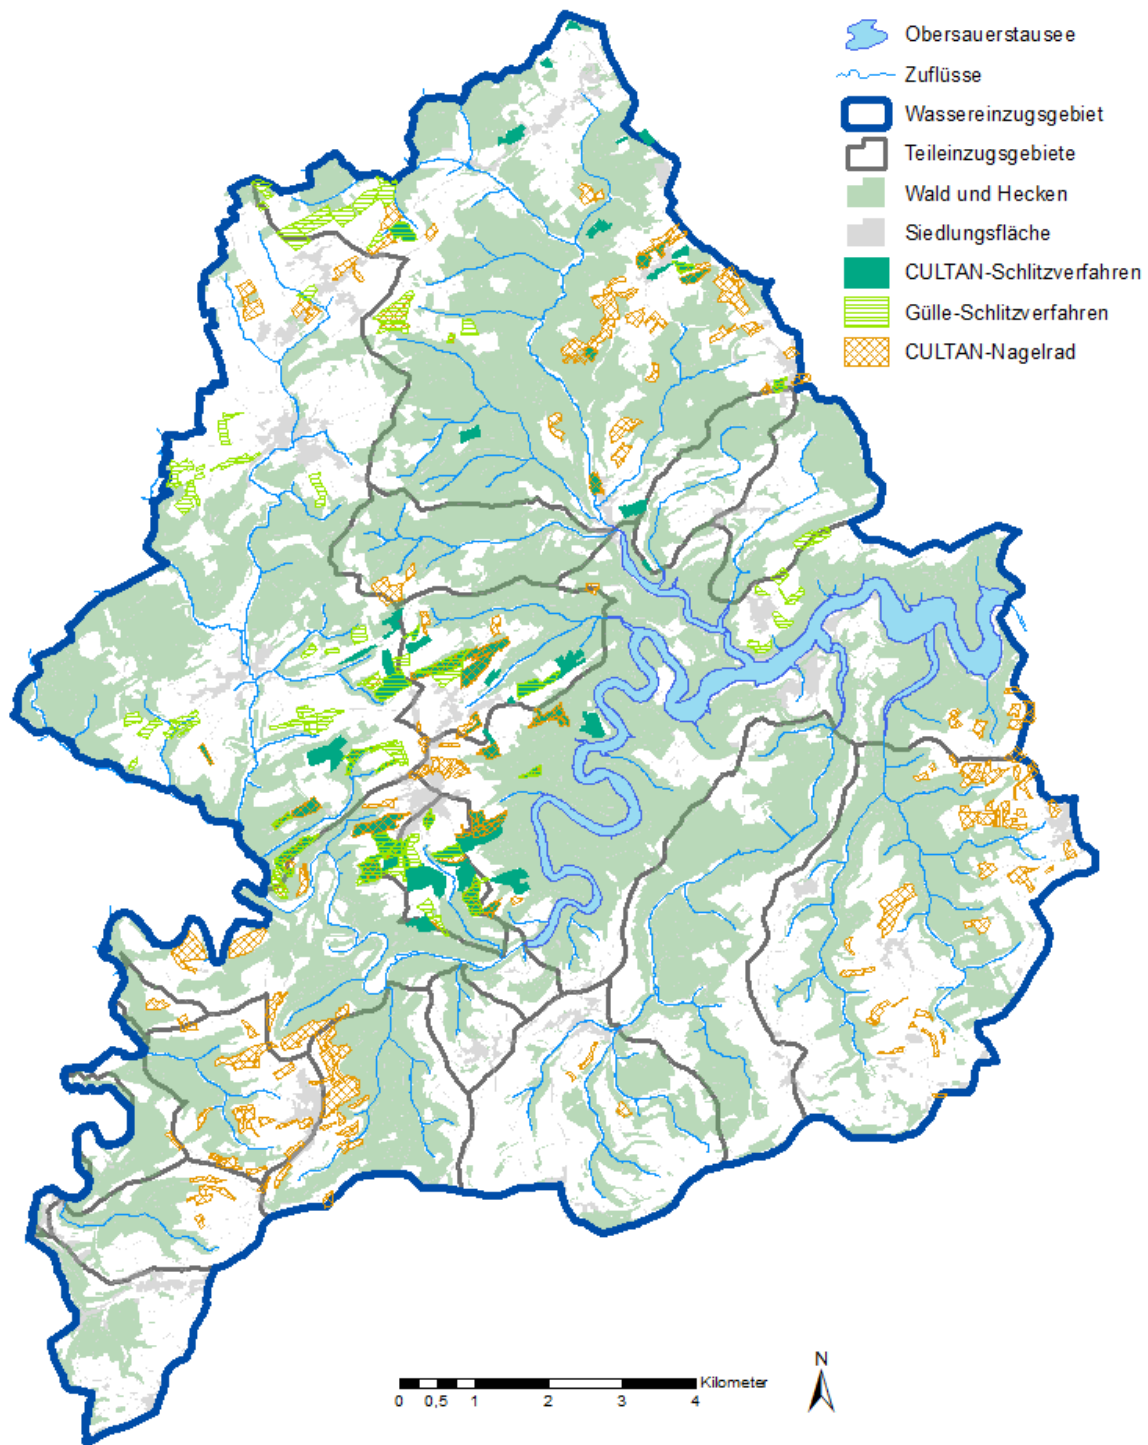 Obersauerstausee
Zuflüsse
Wassereinzugsgebiet
Teileinzugsgebiete
Wald und Hecken
Siedlungsfläche
CULTAN-Schlitzverfahren
Gülle-Schlitzverfahren
CULTAN-Nagelrad
N
Kilometer
0 0,5 1 2 3 4